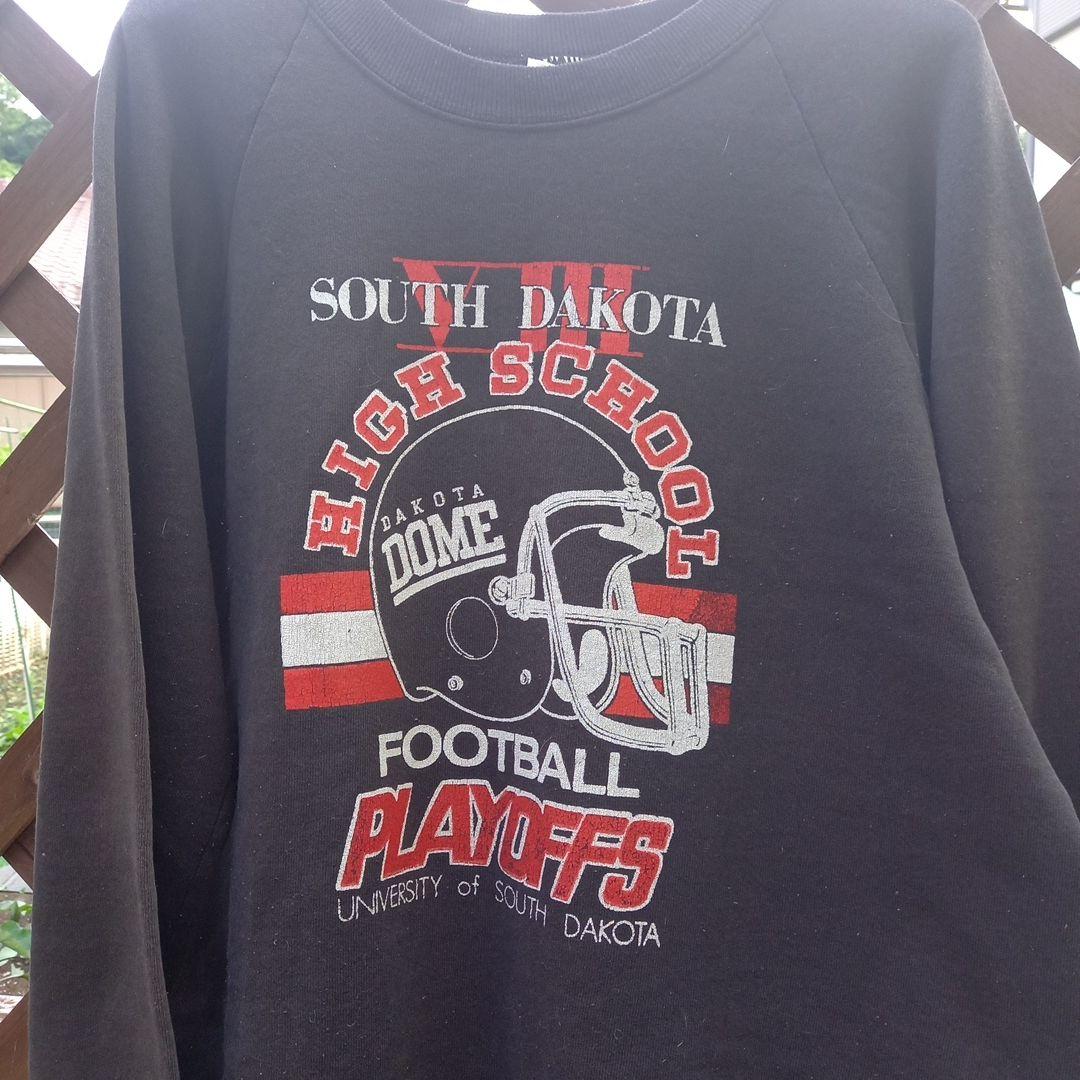 VIII
SOUTH DAKOTA
HIGH SCHOOL
DAKOTA
DOME
FOOTBALL
PLAYOFFS
UNIVERSITY of SOUTH DAKOTA